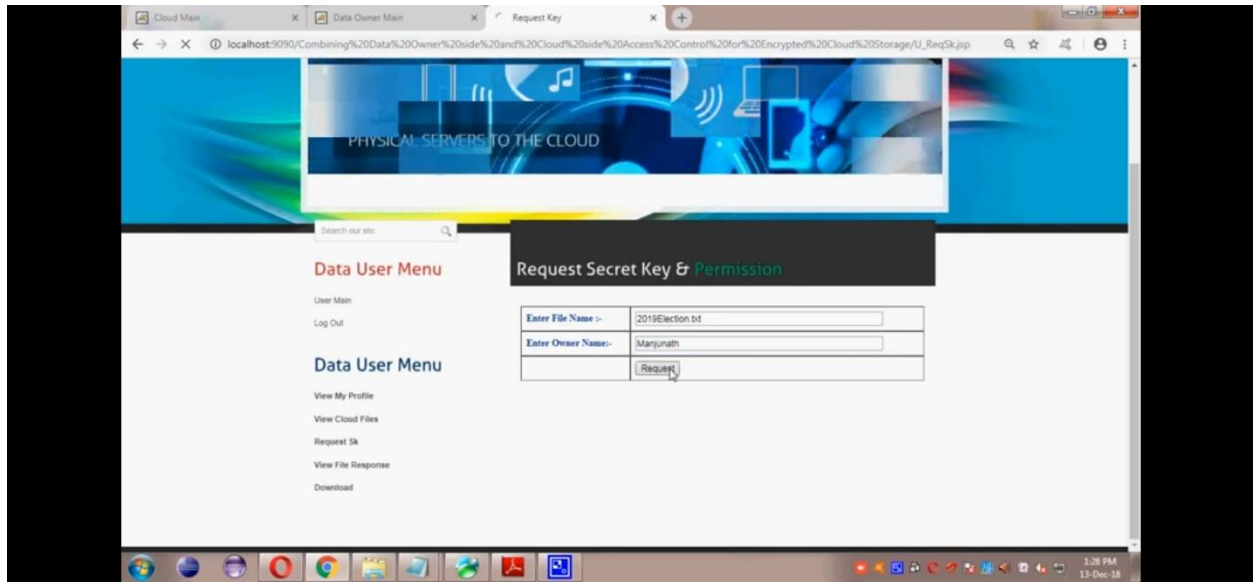 Cloud Main
Data Owner Main
Request Key
localhost:9090/Combining%20Data%20Owner%20side%20and%20Cloud%20side%20Access%20Control%20for%20Encrypted%20Cloud%20Storage/U_ReqSk.jsp
PHYSICAL SERVERS TO THE CLOUD
Search our site:
Data User Menu
User Main
Log Out
Data User Menu
View My Profile
View Cloud Files
Request Sk
View File Response
Download
Request Secret Key & Permission
Enter File Name :-
2019Election.txt
Enter Owner Name:-
Manjunath
Request
1:28 PM
13-Dec-18